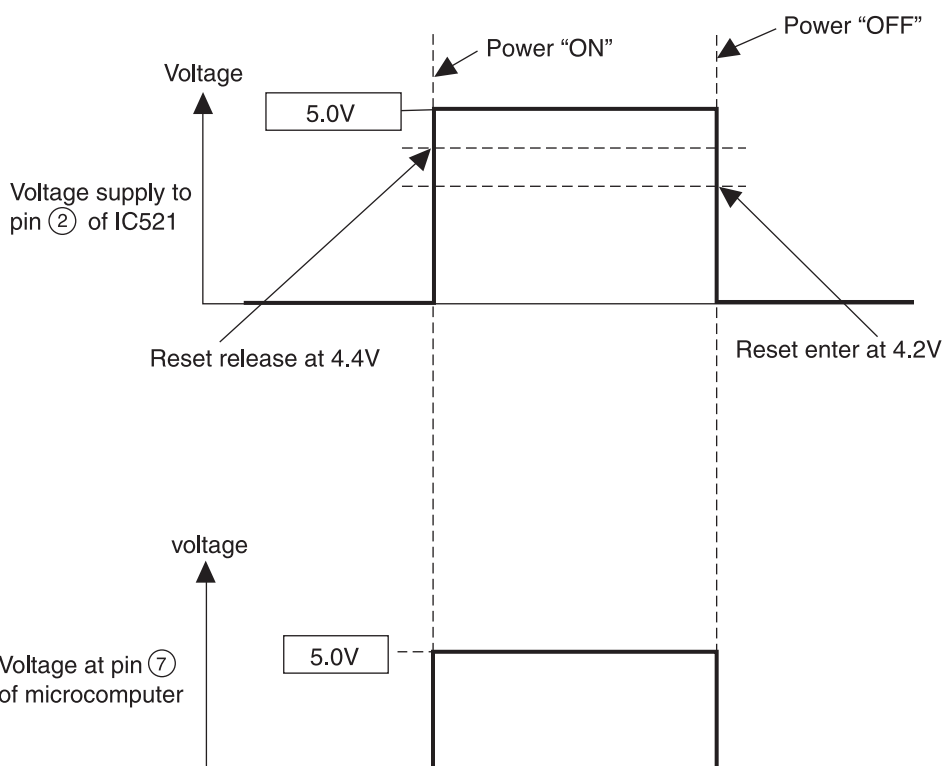 Power “OFF”
Power “ON”
Voltage
5.0V
Voltage supply to
pin ② of IC521
Reset release at 4.4V
Reset enter at 4.2V
voltage
5.0V
Voltage at pin ⑦
of microcomputer